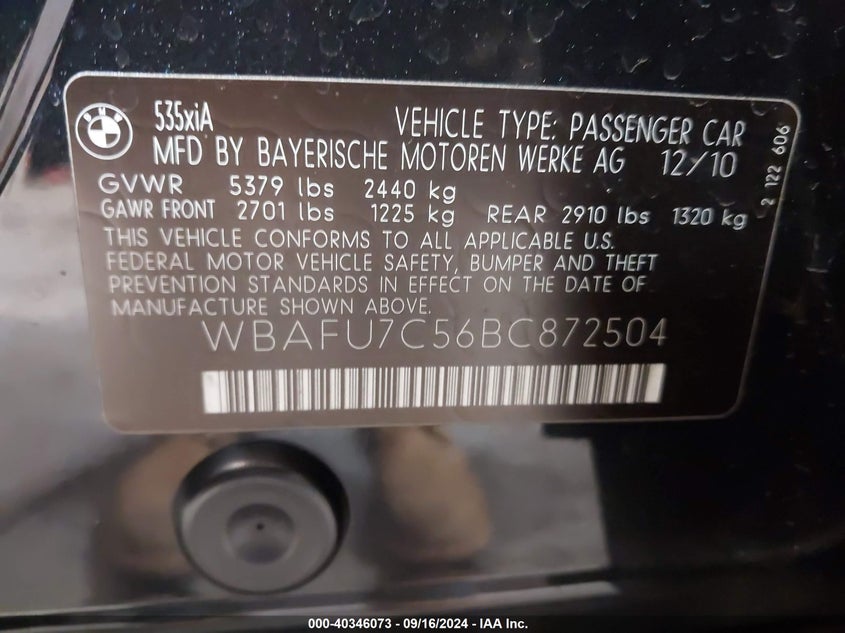 BMW
535xiA
VEHICLE TYPE: PASSENGER CAR
MFD BY BAYERISCHE MOTOREN WERKE AG 12/10
GVWR 5379 lbs 2440 kg
GAWR FRONT 2701 lbs 1225 kg REAR 2910 lbs 1320 kg
THIS VEHICLE CONFORMS TO ALL APPLICABLE U.S.
FEDERAL MOTOR VEHICLE SAFETY, BUMPER AND THEFT
PREVENTION STANDARDS IN EFFECT ON THE DATE OF
MANUFACTURE SHOWN ABOVE.
WBAFU7C56BC872504
2 122 606
000-40346073 - 09/16/2024 - IAA Inc.